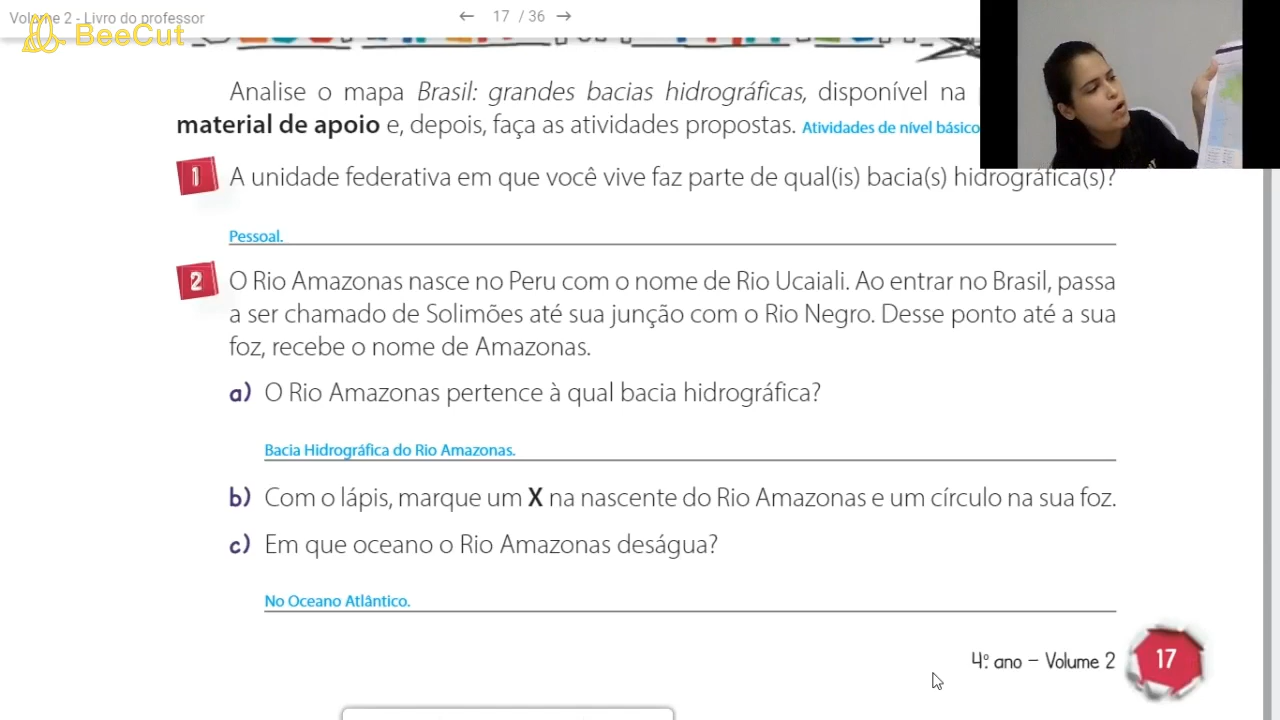 Volume 2 - Livro do professor
17 / 36
BeeCut
Analise o mapa Brasil: grandes bacias hidrográficas, disponível na
material de apoio e, depois, faça as atividades propostas. Atividades de nível básico
1 A unidade federativa em que você vive faz parte de qual(is) bacia(s) hidrográfica(s)?
Pessoal.
2 O Rio Amazonas nasce no Peru com o nome de Rio Ucaiali. Ao entrar no Brasil, passa
a ser chamado de Solimões até sua junção com o Rio Negro. Desse ponto até a sua
foz, recebe o nome de Amazonas.
a) O Rio Amazonas pertence à qual bacia hidrográfica?
Bacia Hidrográfica do Rio Amazonas.
b) Com o lápis, marque um X na nascente do Rio Amazonas e um círculo na sua foz.
c) Em que oceano o Rio Amazonas deságua?
No Oceano Atlântico.
4º. ano – Volume 2
17